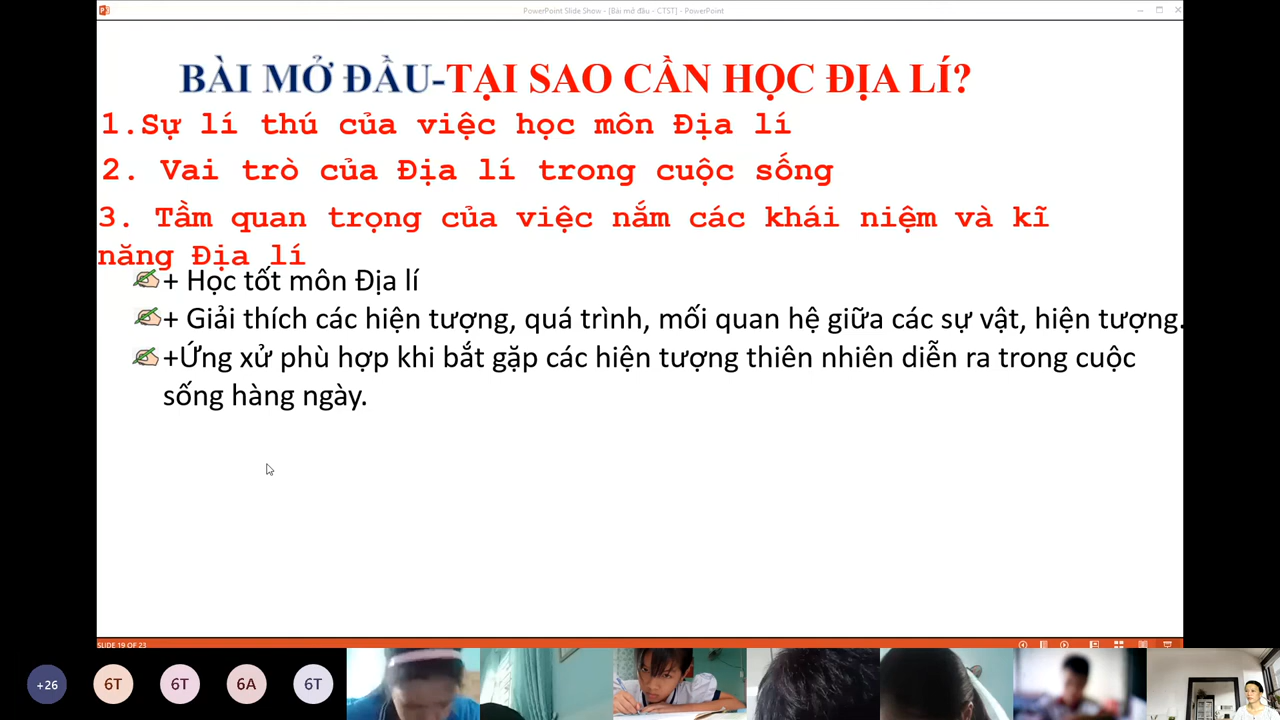 PowerPoint Slide Show - [Bài mở đầu - CTST] - PowerPoint
BÀI MỞ ĐẦU-TẠI SAO CẦN HỌC ĐỊA LÍ?
1.Sự lí thú của việc học môn Địa lí
2. Vai trò của Địa lí trong cuộc sống
3. Tầm quan trọng của việc nắm các khái niệm và kĩ
năng Địa lí
+ Học tốt môn Địa lí
+ Giải thích các hiện tượng, quá trình, mối quan hệ giữa các sự vật, hiện tượng.
+Ứng xử phù hợp khi bắt gặp các hiện tượng thiên nhiên diễn ra trong cuộc
sống hàng ngày.
SLIDE 19 OF 23
+26
6T
6T
6A
6T